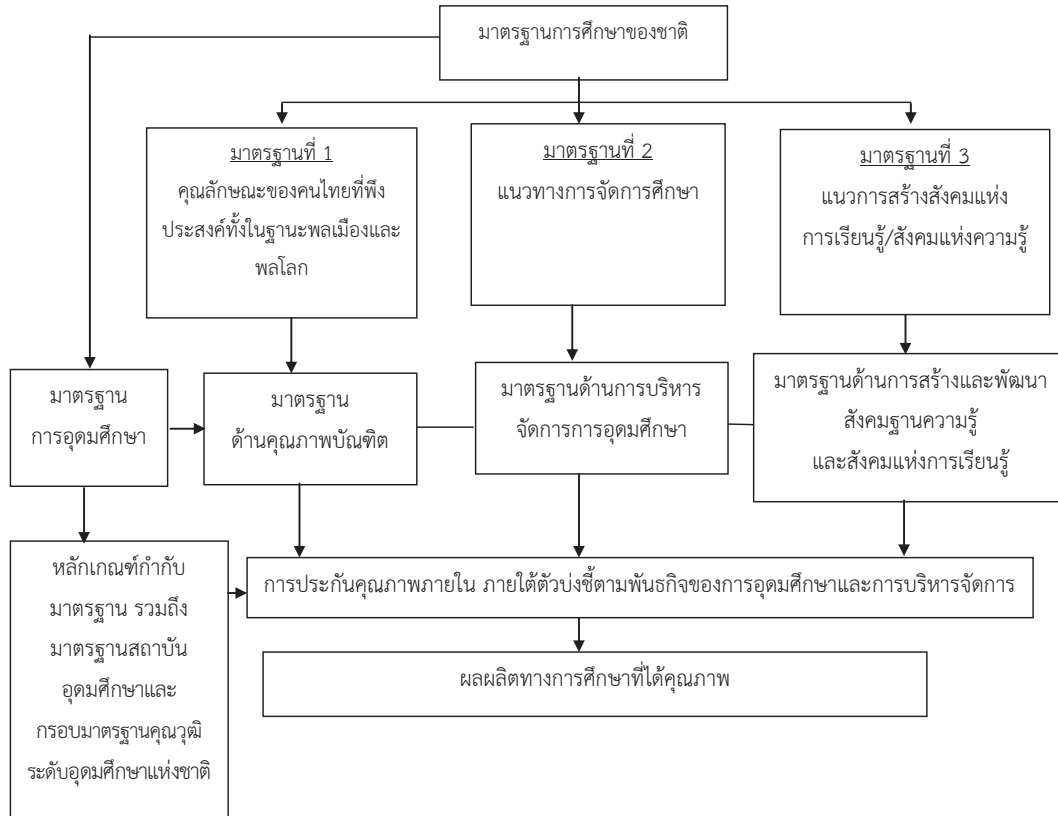 มาตรฐานการศึกษาของชาติ
มาตรฐานที่ 1
คุณลักษณะของคนไทยที่พึง
ประสงค์ทั้งในฐานะพลเมืองและ
พลโลก
มาตรฐานที่ 2
แนวทางการจัดการศึกษา
มาตรฐานที่ 3
แนวการสร้างสังคมแห่ง
การเรียนรู้/สังคมแห่งความรู้
มาตรฐาน
การอุดมศึกษา
มาตรฐาน
ด้านคุณภาพบัณฑิต
มาตรฐานด้านการบริหาร
จัดการการอุดมศึกษา
มาตรฐานด้านการสร้างและพัฒนา
สังคมฐานความรู้
และสังคมแห่งการเรียนรู้
หลักเกณฑ์กำกับ
มาตรฐาน รวมถึง
มาตรฐานสถาบัน
อุดมศึกษาและ
กรอบมาตรฐานคุณวุฒิ
ระดับอุดมศึกษาแห่งชาติ
การประกันคุณภาพภายใน ภายใต้ตัวบ่งชี้ตามพันธกิจของการอุดมศึกษาและการบริหารจัดการ
ผลผลิตทางการศึกษาที่ได้คุณภาพ